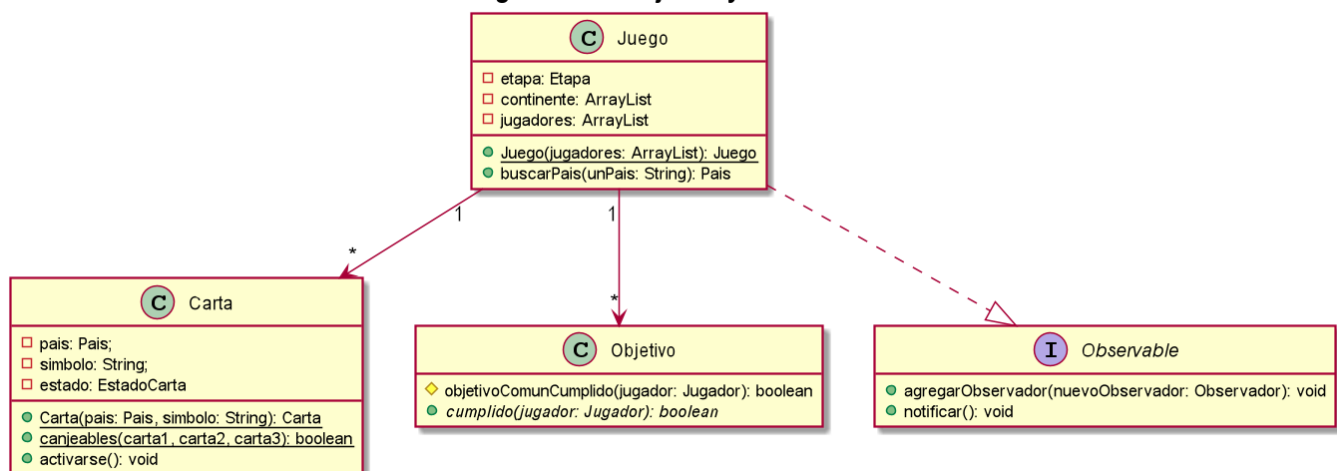 C Juego
etapa: Etapa
continente: ArrayList
jugadores: ArrayList
Juego(jugadores: ArrayList): Juego
buscarPais(unPais: String): Pais
1
1
*
*
C Carta
pais: Pais;
simbolo: String;
estado: EstadoCarta
Carta(pais: Pais, simbolo: String): Carta
canjeables(carta1, carta2, carta3): boolean
activarse(): void
C Objetivo
objetivoComunCumplido(jugador: Jugador): boolean
cumplido(jugador: Jugador): boolean
I Observable
agregarObservador(nuevoObservador: Observador): void
notificar(): void